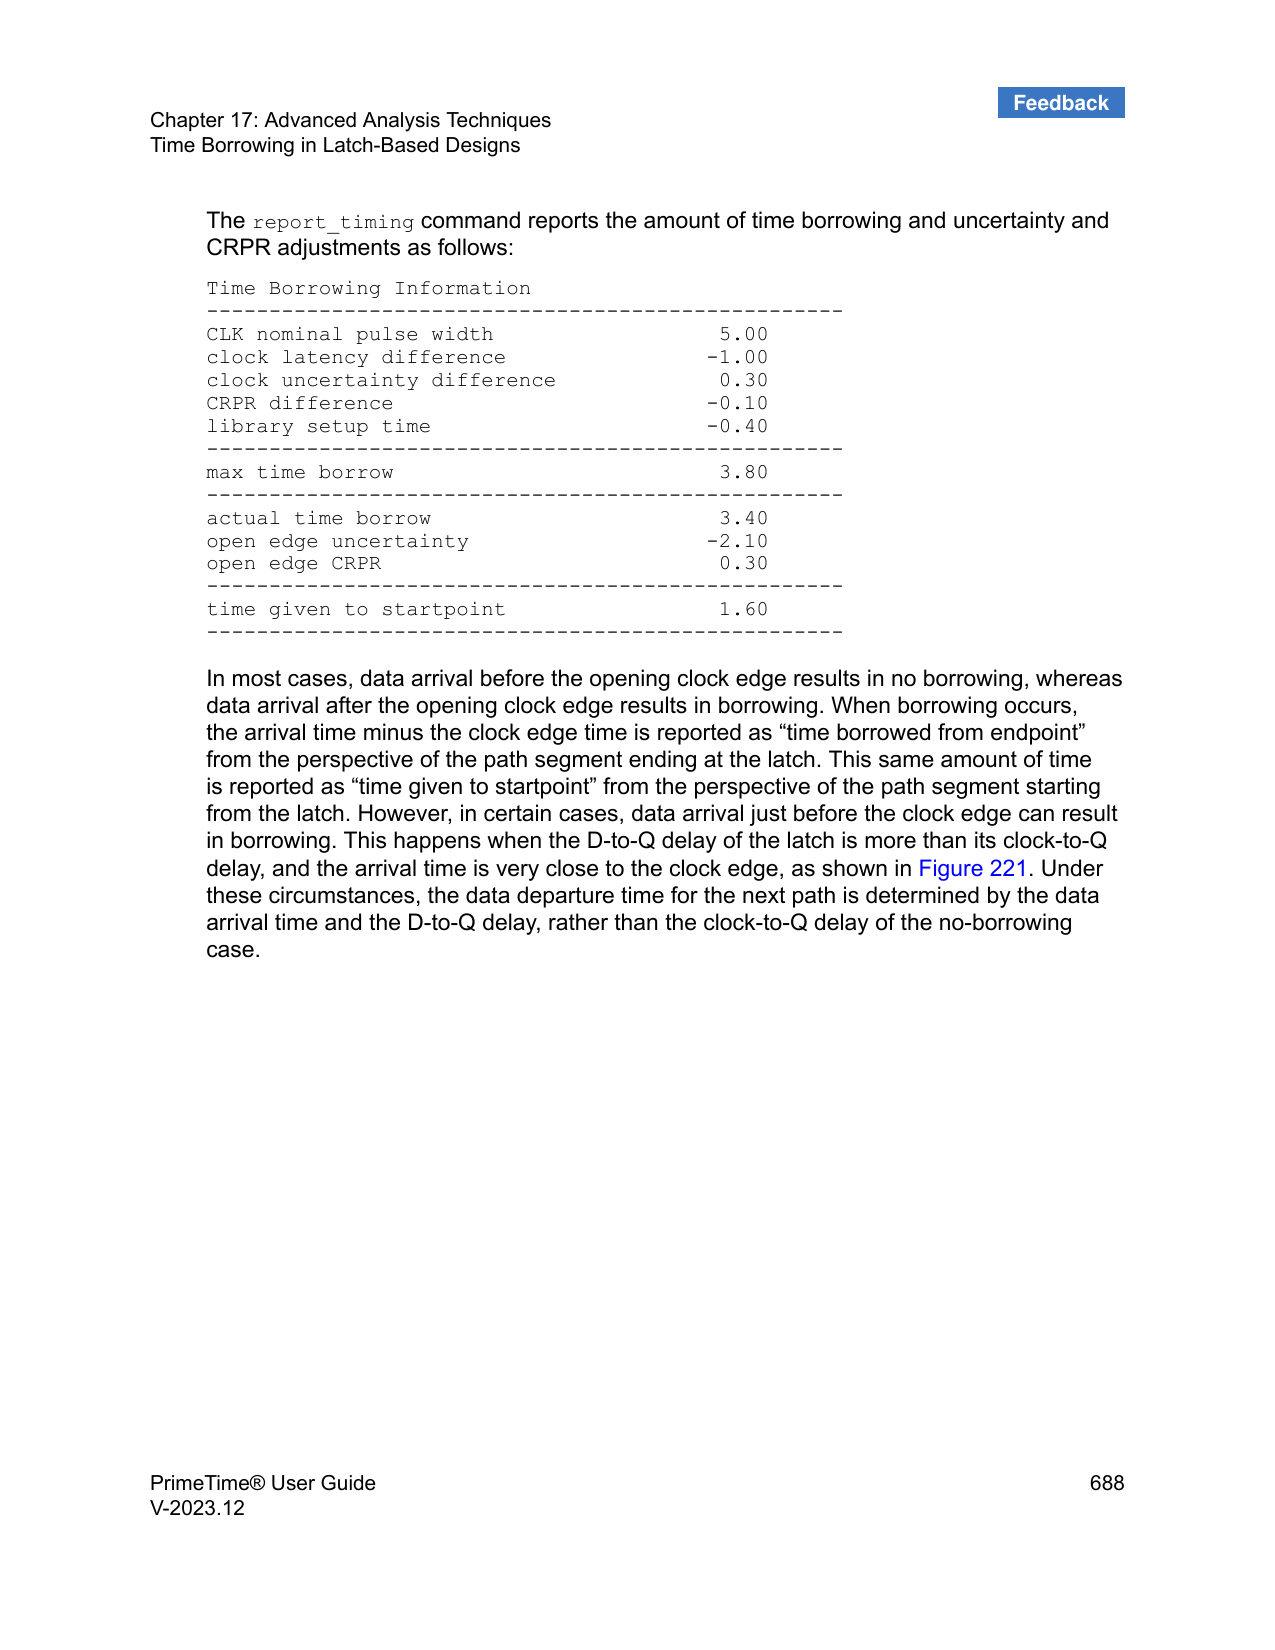 Feedback
Chapter 17: Advanced Analysis Techniques
Time Borrowing in Latch-Based Designs
The report_timing command reports the amount of time borrowing and uncertainty and
CRPR adjustments as follows:
Time Borrowing Information
---------------------------------------------------
CLK nominal pulse width                  5.00
clock latency difference                -1.00
clock uncertainty difference             0.30
CRPR difference                         -0.10
library setup time                      -0.40
---------------------------------------------------
max time borrow                          3.80
---------------------------------------------------
actual time borrow                       3.40
open edge uncertainty                   -2.10
open edge CRPR                           0.30
---------------------------------------------------
time given to startpoint                 1.60
---------------------------------------------------
In most cases, data arrival before the opening clock edge results in no borrowing, whereas
data arrival after the opening clock edge results in borrowing. When borrowing occurs,
the arrival time minus the clock edge time is reported as “time borrowed from endpoint”
from the perspective of the path segment ending at the latch. This same amount of time
is reported as “time given to startpoint” from the perspective of the path segment starting
from the latch. However, in certain cases, data arrival just before the clock edge can result
in borrowing. This happens when the D-to-Q delay of the latch is more than its clock-to-Q
delay, and the arrival time is very close to the clock edge, as shown in Figure 221. Under
these circumstances, the data departure time for the next path is determined by the data
arrival time and the D-to-Q delay, rather than the clock-to-Q delay of the no-borrowing
case.
PrimeTime® User Guide 688
V-2023.12